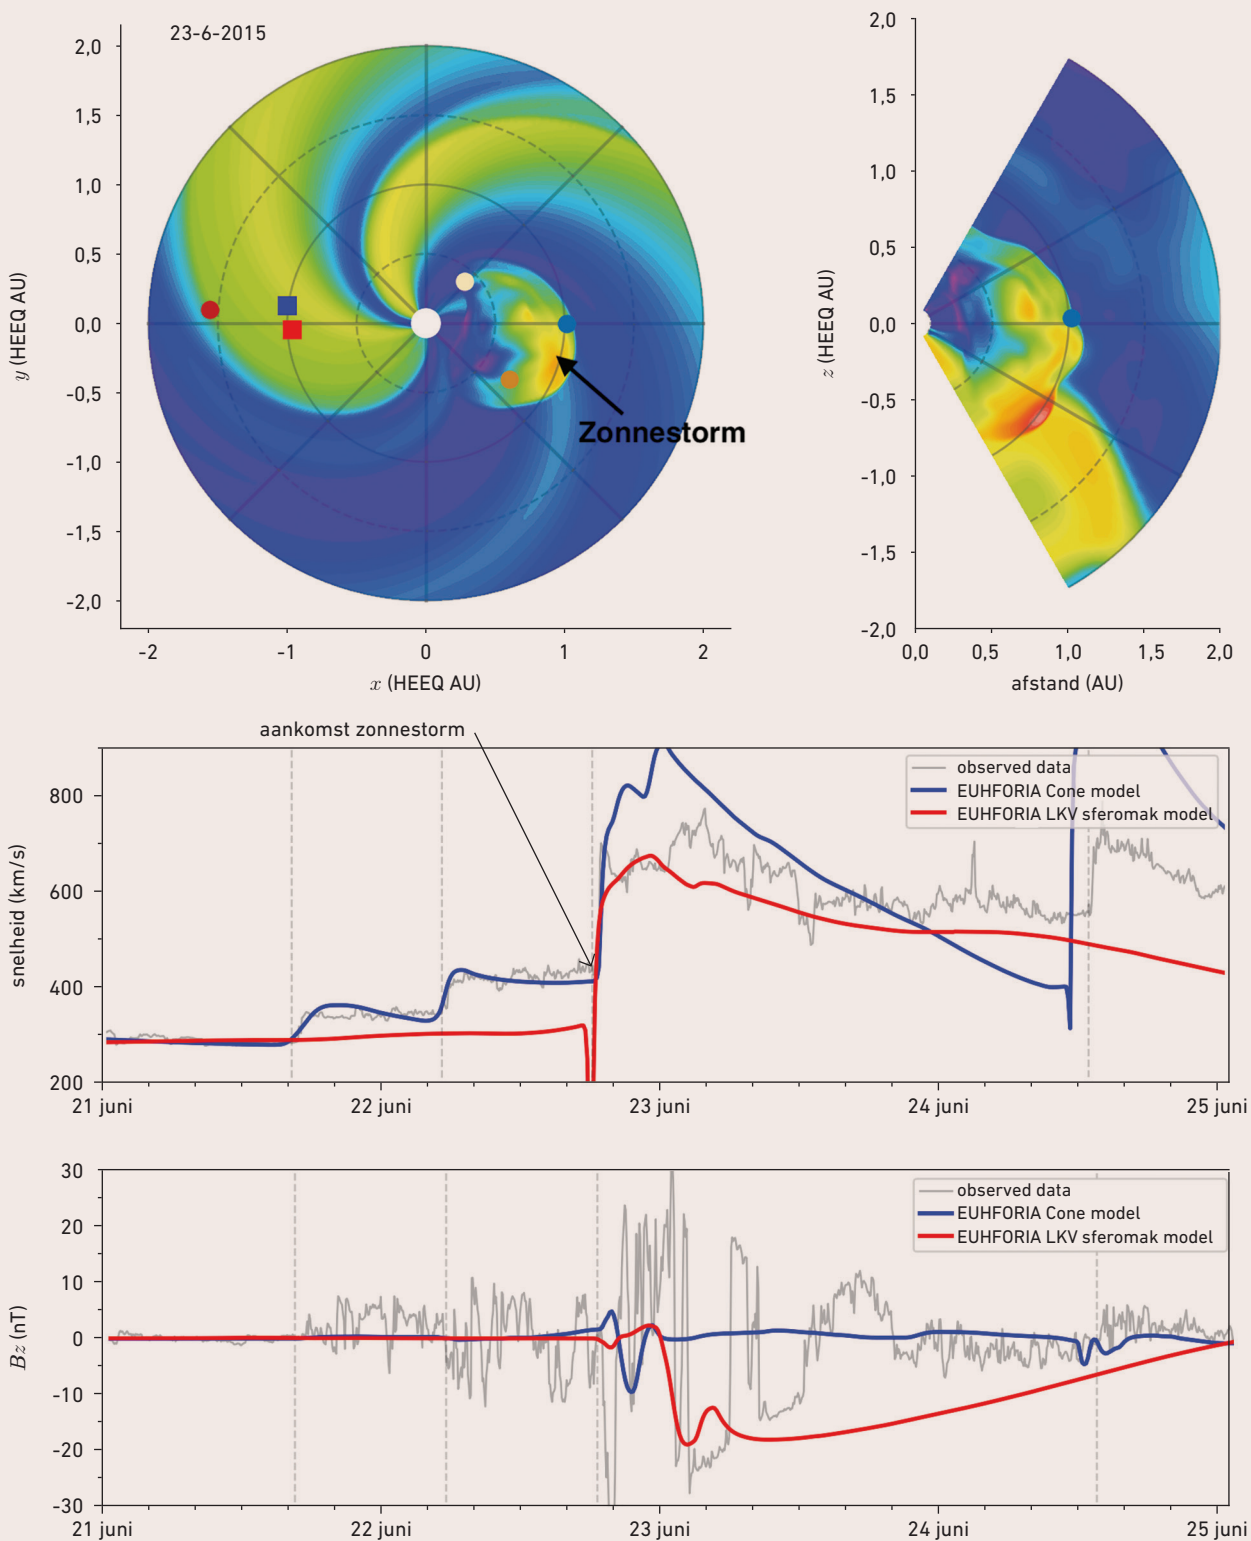 23-6-2015
2,0
1,5
1,0
0,5
0,0
-0,5
-1,0
-1,5
-2,0
y (HEEQ AU)
-2
-1
0
1
2
x (HEEQ AU)
Zonnestorm
2,0
1,5
1,0
0,5
0,0
-0,5
-1,0
-1,5
-2,0
z (HEEQ AU)
0,0
0,5
1,0
1,5
2,0
afstand (AU)
aankomst zonnestorm
800
600
400
200
snelheid (km/s)
observed data
EUHFORIA Cone model
EUHFORIA LKV sferomak model
21 juni
22 juni
23 juni
24 juni
25 juni
30
20
10
0
-10
-20
-30
Bz (nT)
observed data
EUHFORIA Cone model
EUHFORIA LKV sferomak model
21 juni
22 juni
23 juni
24 juni
25 juni